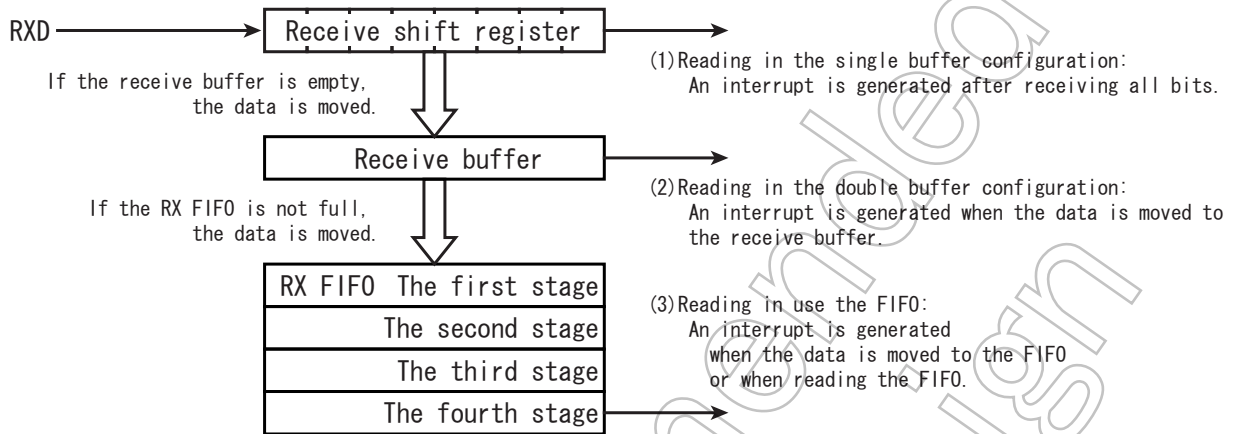 RXD
Receive shift register
(1)Reading in the single buffer configuration:
An interrupt is generated after receiving all bits.
If the receive buffer is empty,
the data is moved.
Receive buffer
(2)Reading in the double buffer configuration:
An interrupt is generated when the data is moved to
the receive buffer.
If the RX FIFO is not full,
the data is moved.
RX FIFO The first stage
The second stage
The third stage
The fourth stage
(3)Reading in use the FIFO:
An interrupt is generated
when the data is moved to the FIFO
or when reading the FIFO.